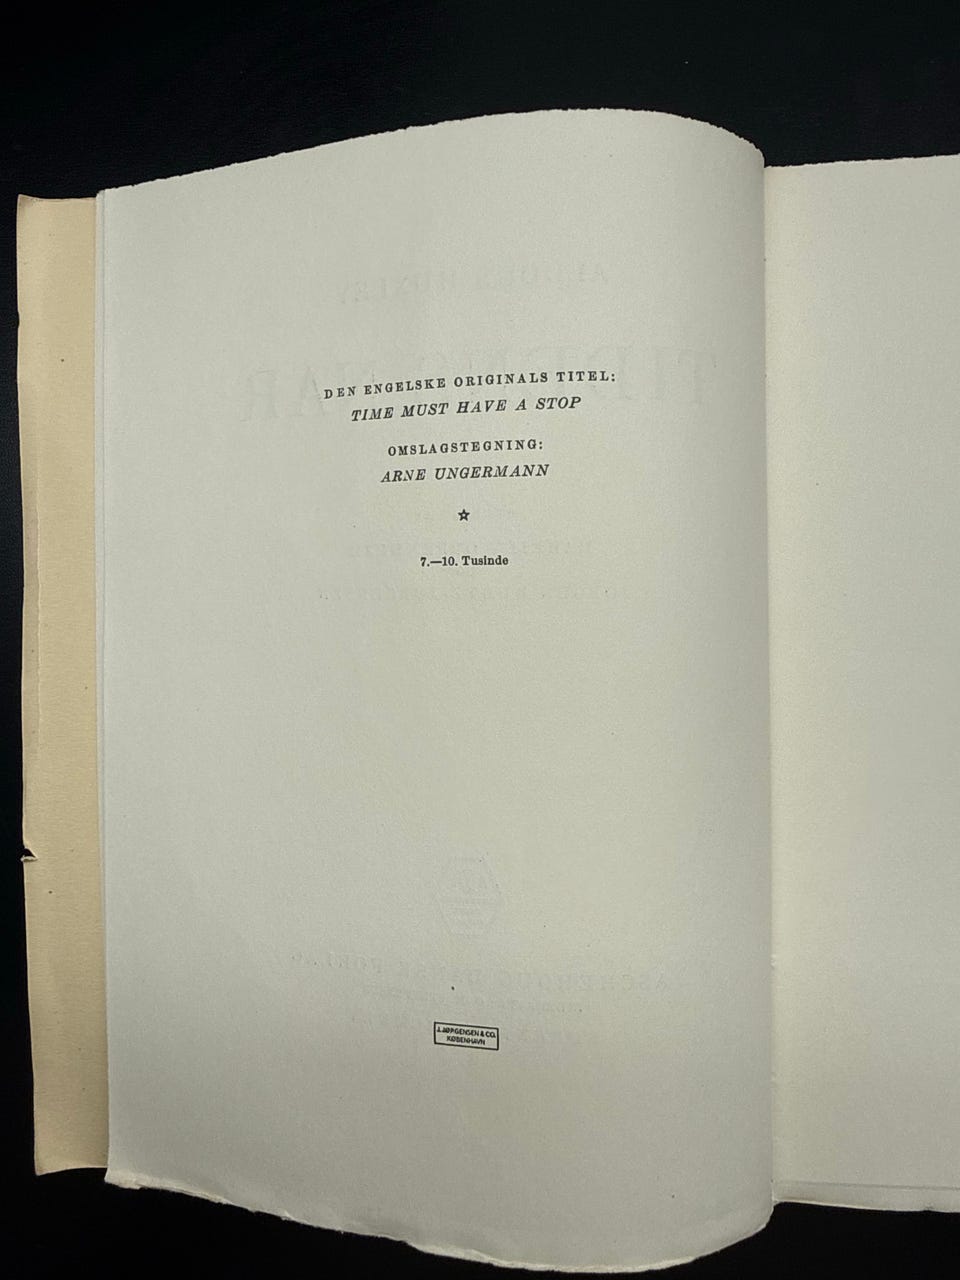 DEN ENGELSKE ORIGINALS TITEL:
TIME MUST HAVE A STOP
OMSLAGSTEGNING:
ARNE UNGERMANN
7.—10. Tusinde
J. JØRGENSEN & CO.
KØBENHAVN